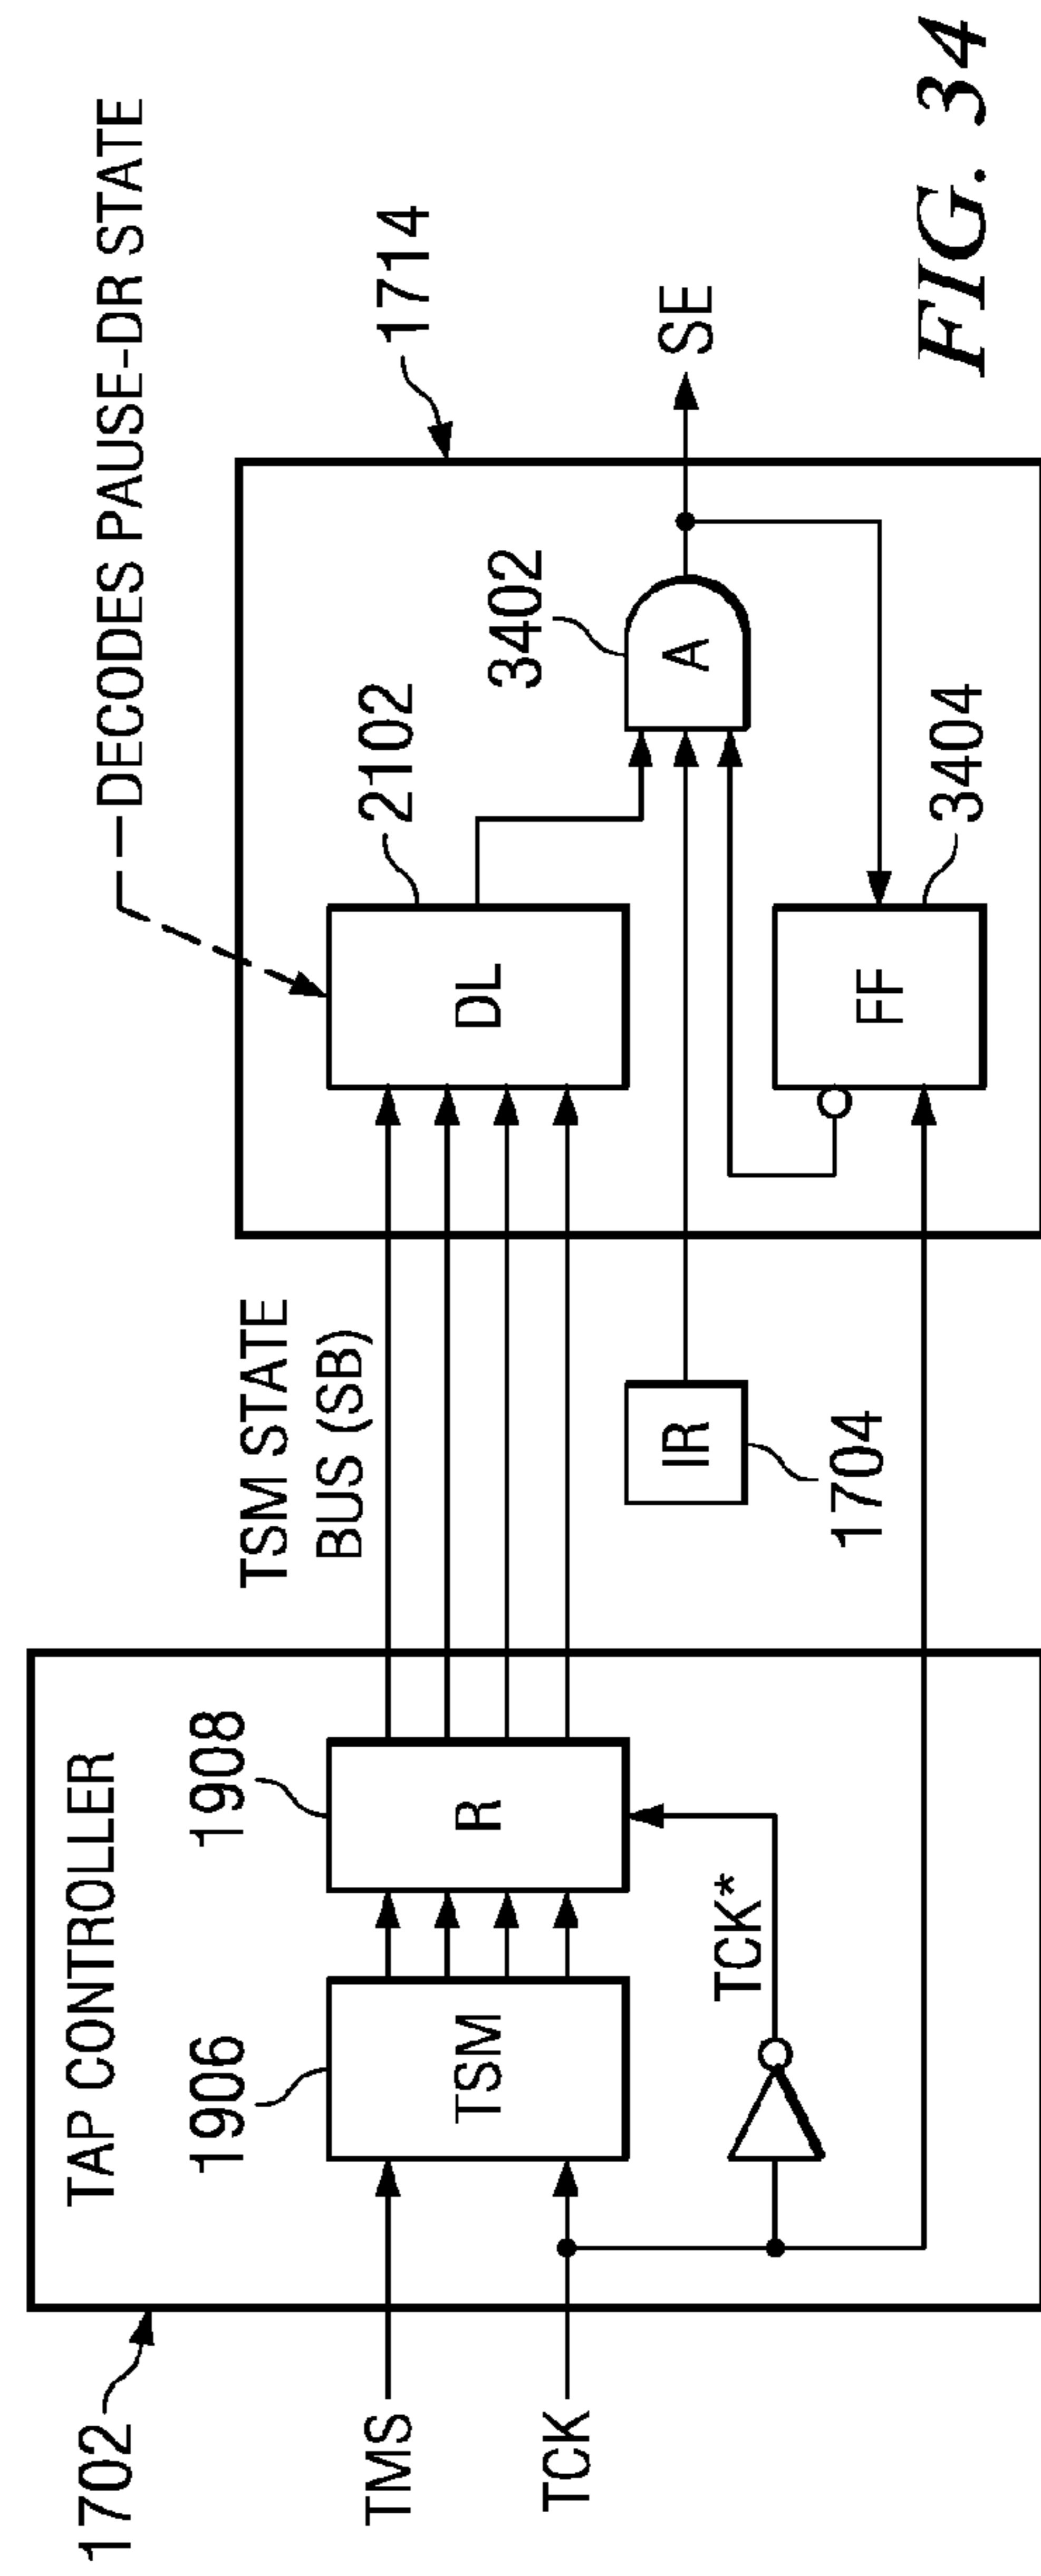 DECODES PAUSE-DR STATE
1702
TAP CONTROLLER
1906
1908
TSM STATE
BUS (SB)
2102
1714
TMS
TSM
R
DL
3402
TCK
TCK*
IR
A
SE
1704
FF
3404
FIG. 34